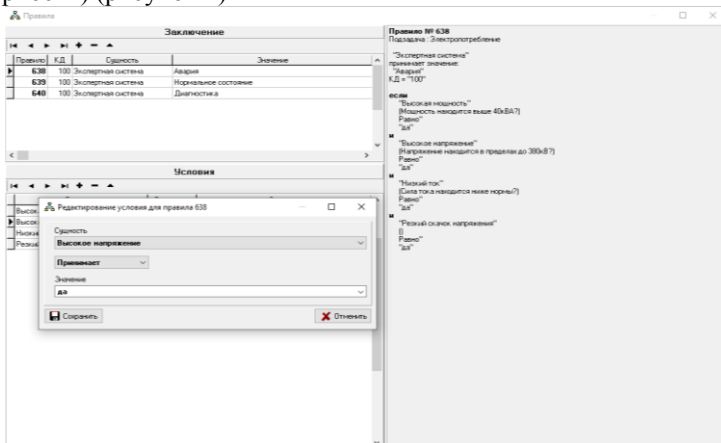 Правила
Заключение
Правило КД Сущность Значение
638 100 Экспертная система Авария
639 100 Экспертная система Нормальное состояние
640 100 Экспертная система Диагностика
Условия
Высок
Высок
Низкий
Резкий
Редактирование условия для правила 638
Сущность
Высокое напряжение
Принимает
Значение
да
Сохранить Отменить
Правило № 638
Подзадача : Электропотребление
"Экспертная система"
принимает значение:
"Авария"
КД = "100"
если
"Высокая мощность"
(Мощность находится выше 40кВА?)
Равно"
"да"
и
"Высокое напряжение"
(Напряжение находится в пределах до 380кВ?)
Равно"
"да"
и
"Низкий ток"
(Сила тока находится ниже нормы?)
Равно"
"да"
и
"Резкий скачок напряжения"
()
Равно"
"да"